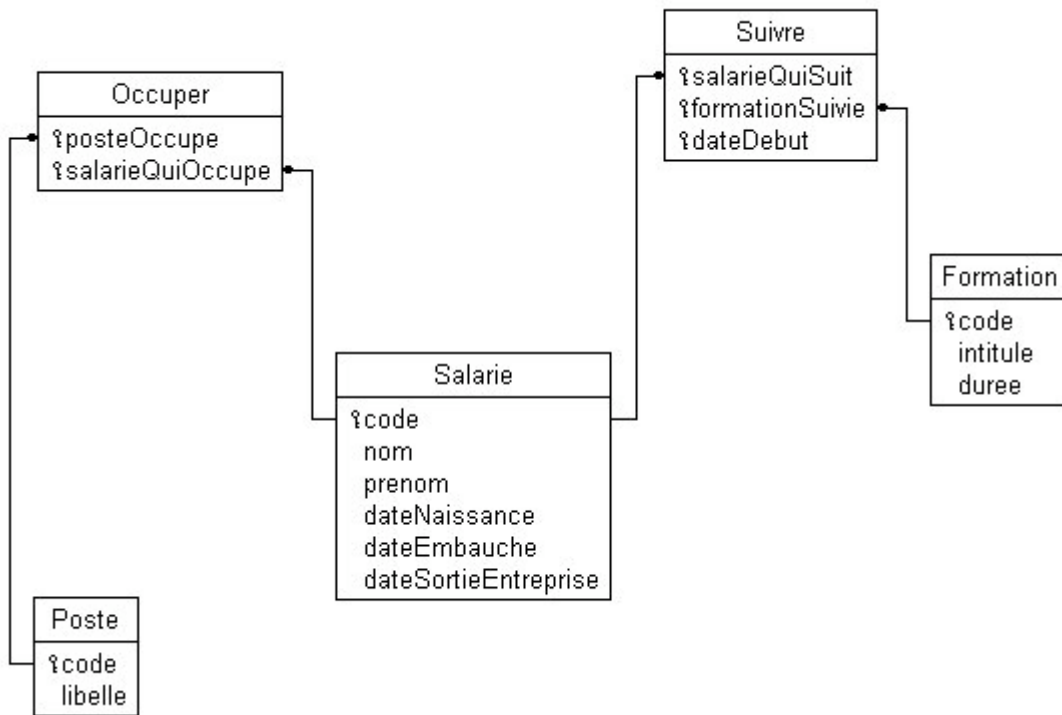 Suivre
salarieQuiSuit
formationSuivie
dateDebut
Occuper
posteOccupe
salarieQuiOccupe
Formation
code
intitule
duree
Salarie
code
nom
prenom
dateNaissance
dateEmbauche
dateSortieEntreprise
Poste
code
libelle